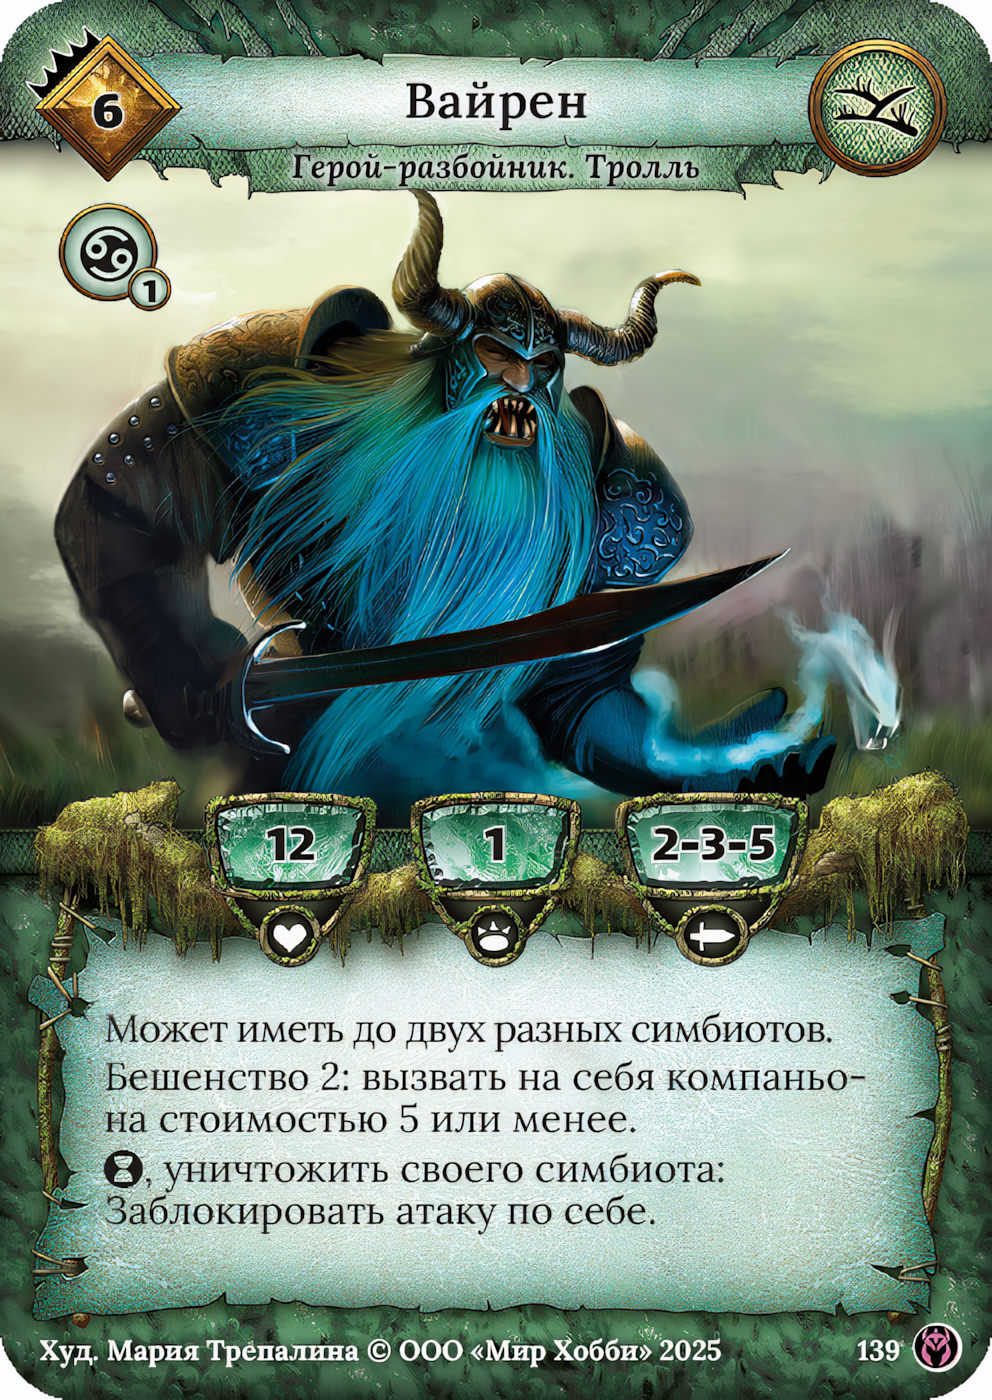 6
Вайрен
Герой-разбойник. Тролль
1
12
1
2-3-5
Может иметь до двух разных симбиотов.
Бешенство 2: вызвать на себя компаньо-
на стоимостью 5 или менее.
, уничтожить своего симбиота:
Заблокировать атаку по себе.
Худ. Мария Трепалина © ООО «Мир Хобби» 2025
139